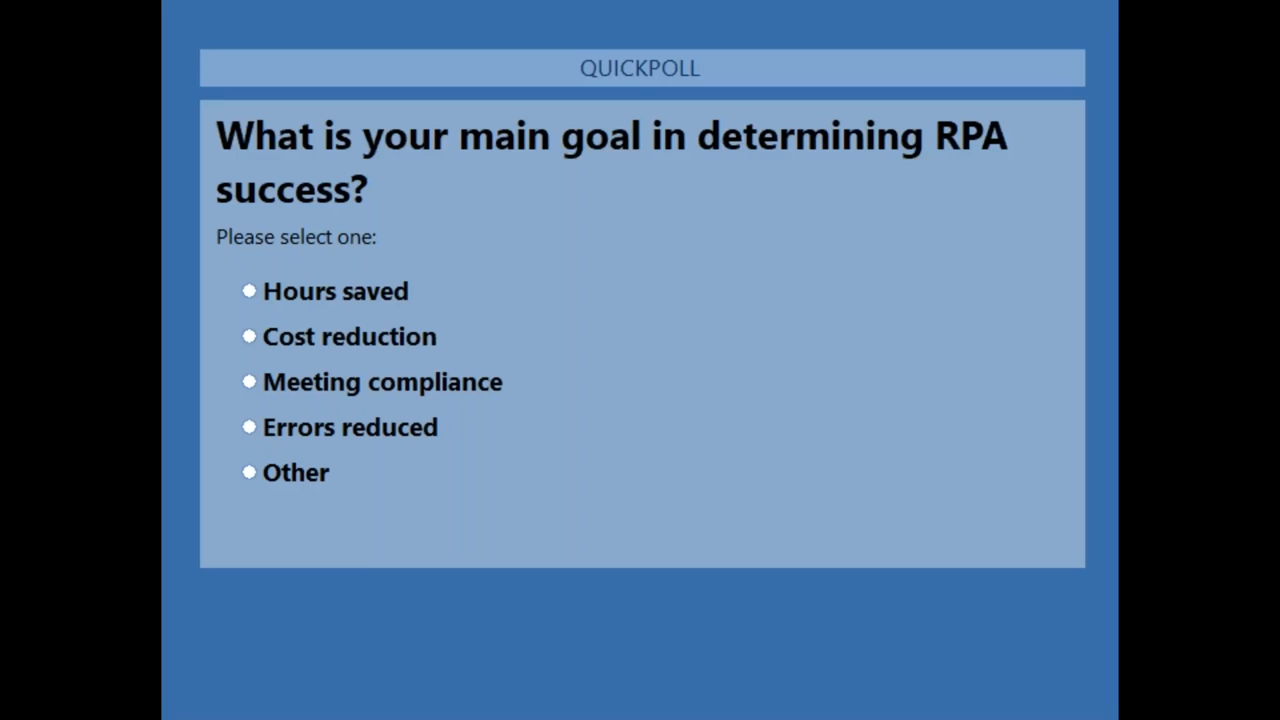 QUICKPOLL
What is your main goal in determining RPA
success?
Please select one:
Hours saved
Cost reduction
Meeting compliance
Errors reduced
Other